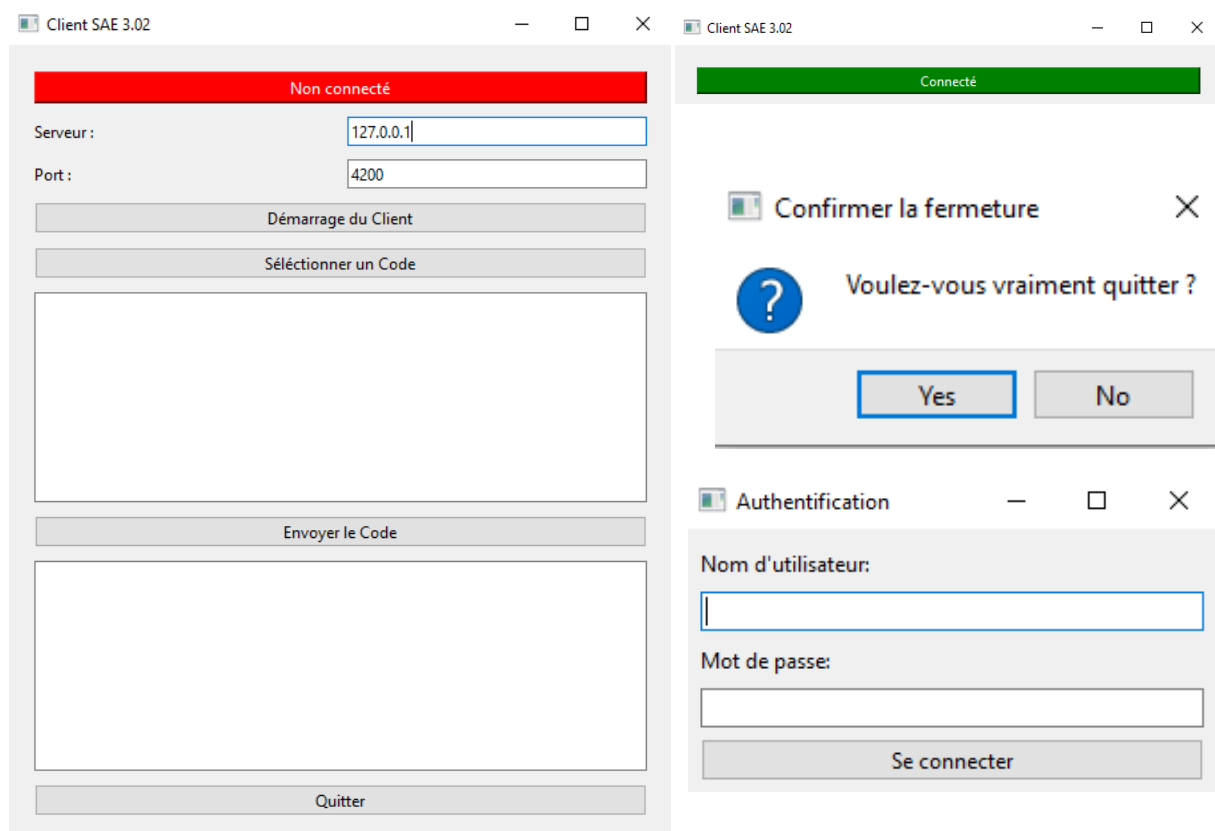 Client SAE 3.02
Non connecté
Serveur :
127.0.0.1
Port :
4200
Démarrage du Client
Séléctionner un Code
Envoyer le Code
Quitter
Client SAE 3.02
Connecté
Confirmer la fermeture
?
Voulez-vous vraiment quitter ?
Yes
No
Authentification
Nom d'utilisateur:
Mot de passe:
Se connecter